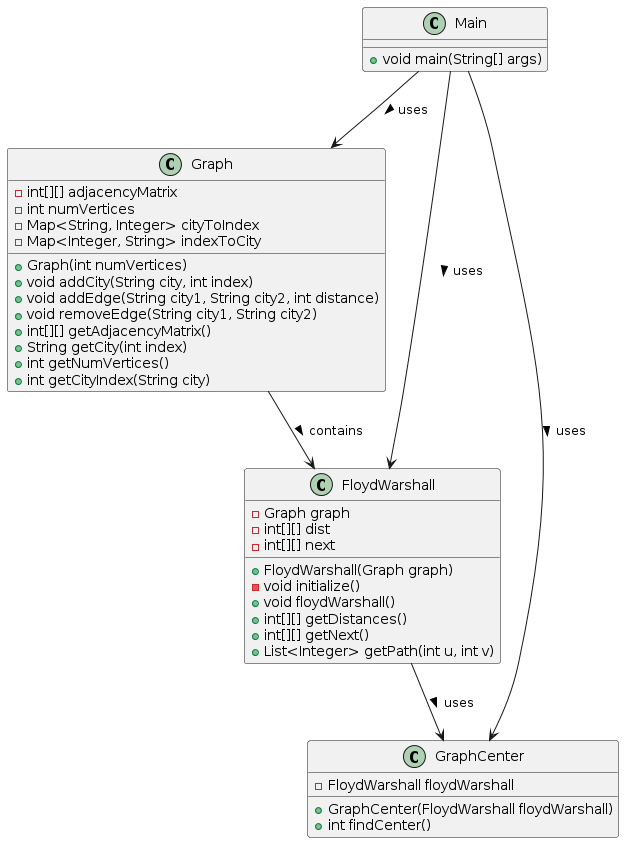 C Main
void main(String[] args)
uses
C Graph
int[][] adjacencyMatrix
int numVertices
Map<String, Integer> cityToIndex
Map<Integer, String> indexToCity
Graph(int numVertices)
void addCity(String city, int index)
void addEdge(String city1, String city2, int distance)
void removeEdge(String city1, String city2)
int[][] getAdjacencyMatrix()
String getCity(int index)
int getNumVertices()
int getCityIndex(String city)
uses
contains
uses
C FloydWarshall
Graph graph
int[][] dist
int[][] next
FloydWarshall(Graph graph)
void initialize()
void floydWarshall()
int[][] getDistances()
int[][] getNext()
List<Integer> getPath(int u, int v)
uses
C GraphCenter
FloydWarshall floydWarshall
GraphCenter(FloydWarshall floydWarshall)
int findCenter()